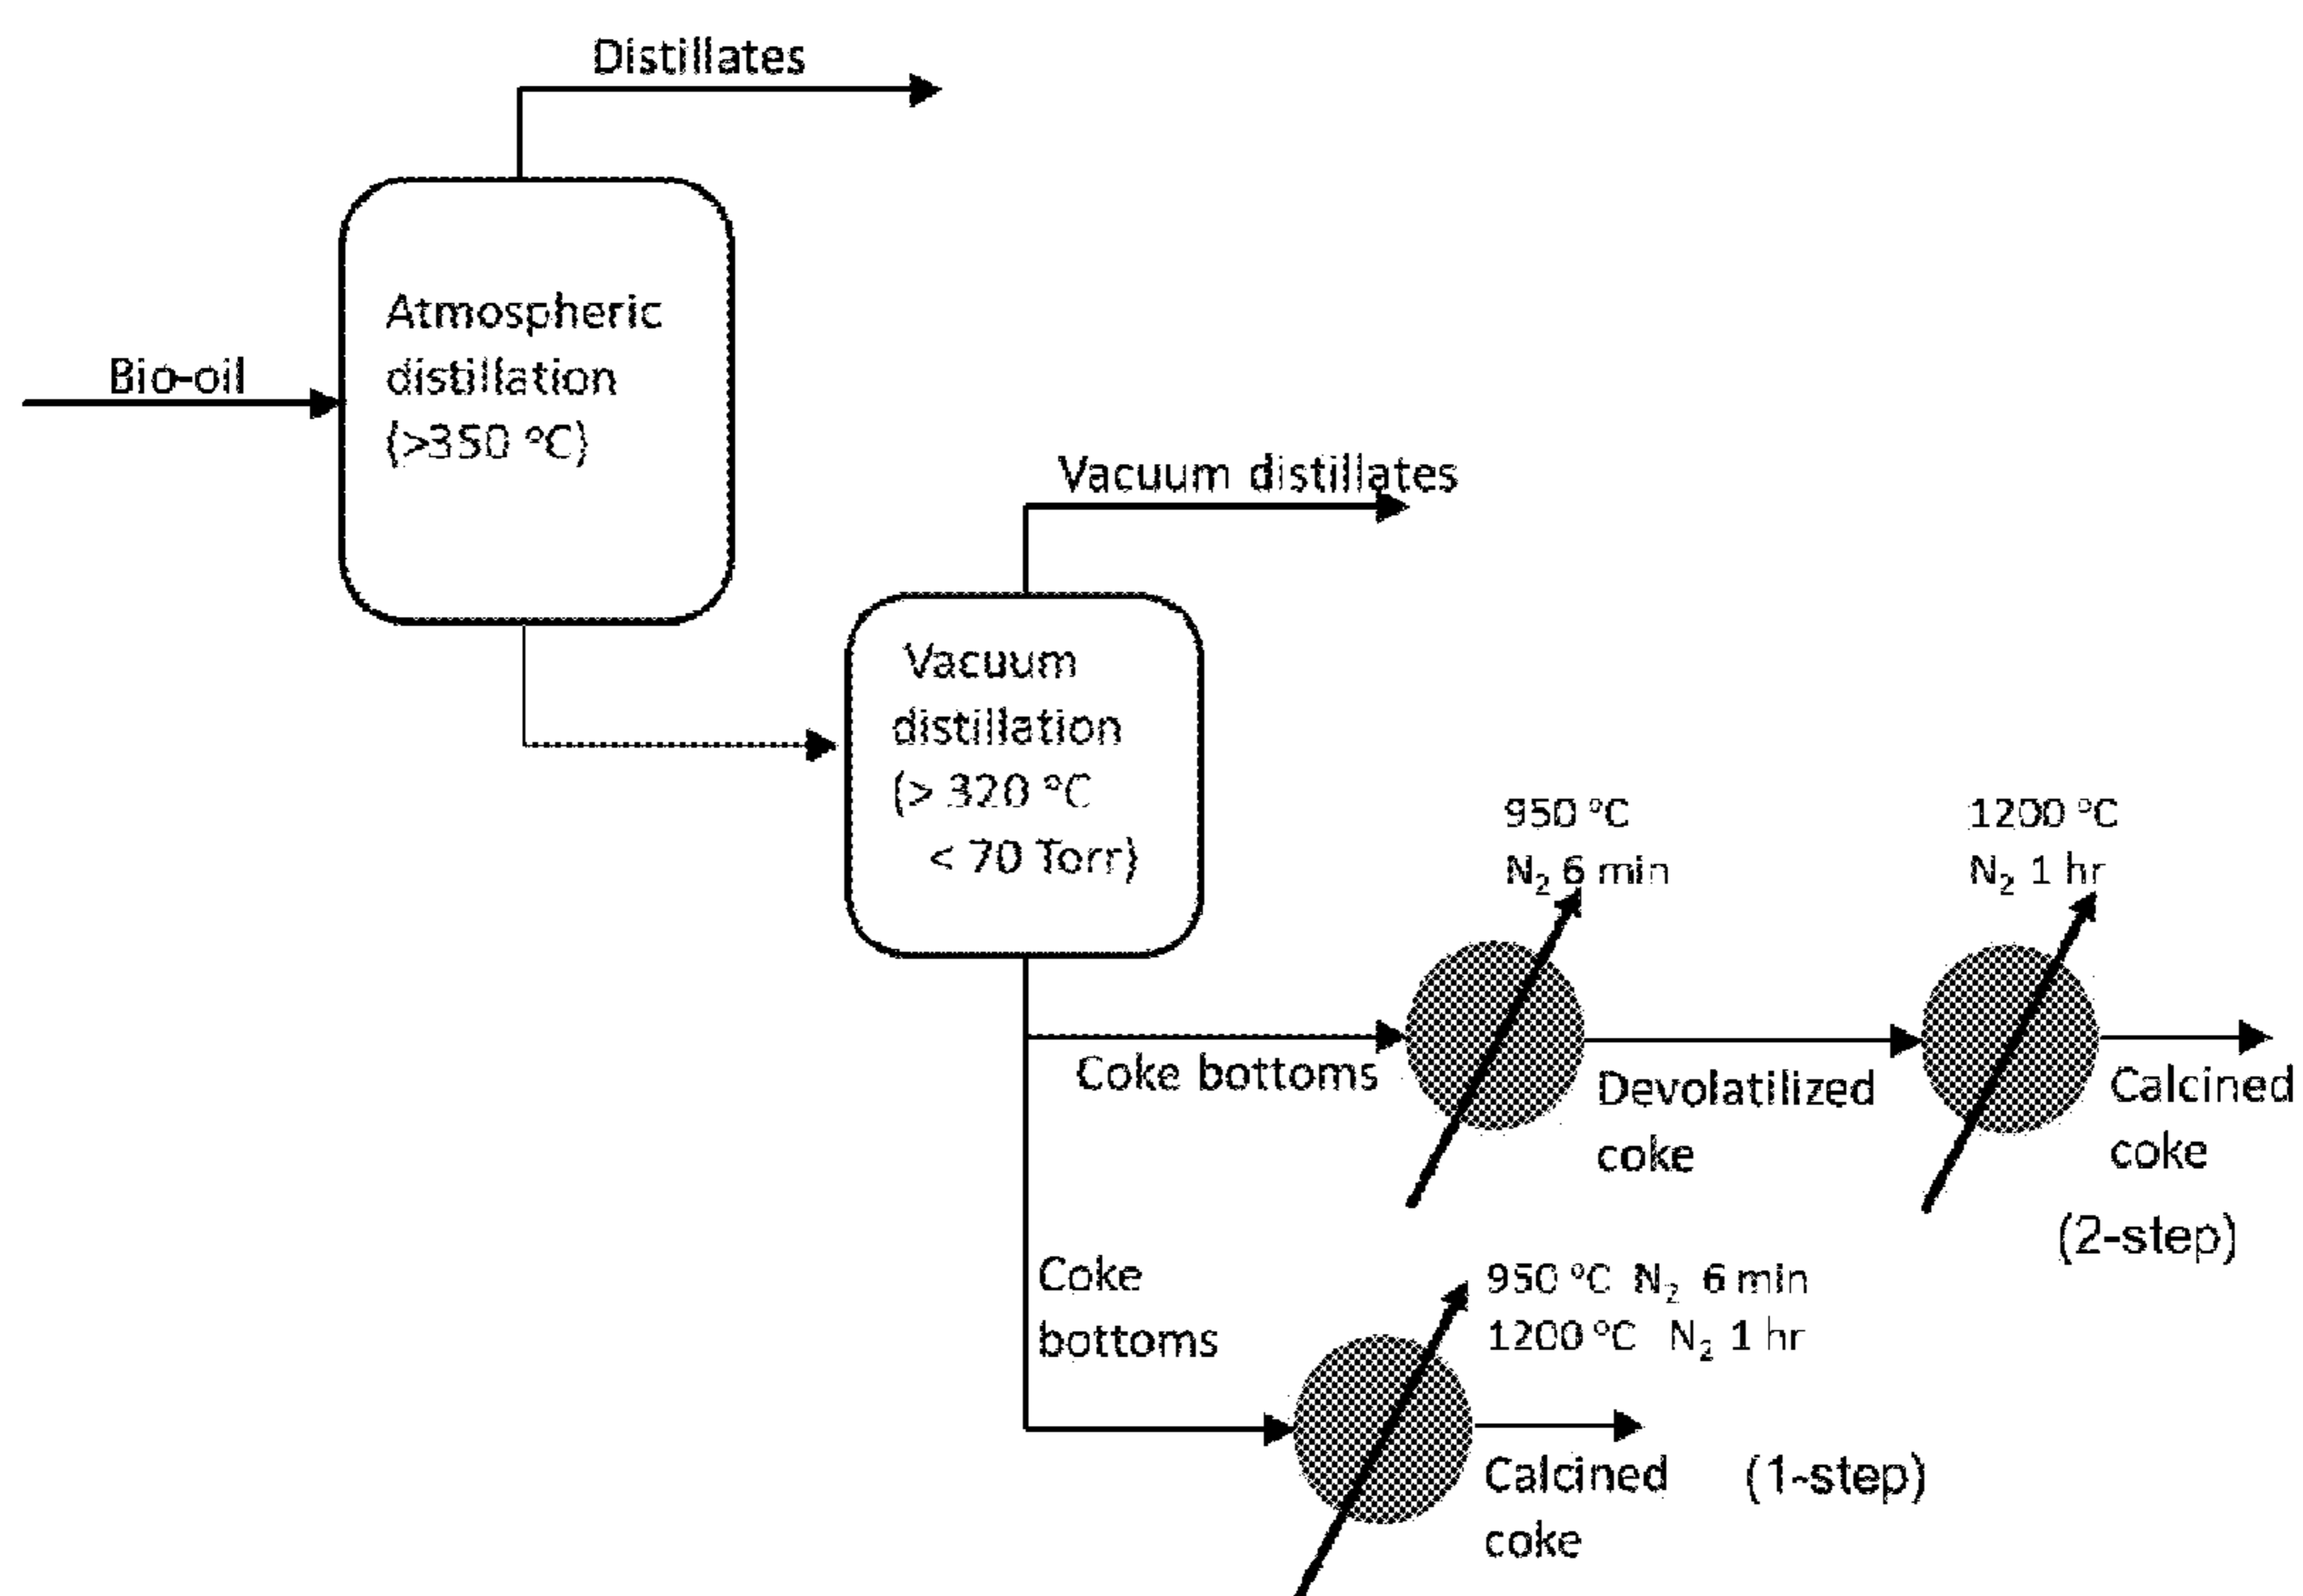 Distillates
Atmospheric
distillation
(>350 °C)
Bio-oil
Vacuum distillates
Vacuum
distillation
(> 320 °C
< 70 Torr)
950 °C
N₂ 6 min
1200 °C
N₂ 1 hr
Coke bottoms
Devolatilized
coke
Calcined
coke
(2-step)
Coke
bottoms
950 °C N₂ 6 min
1200 °C N₂ 1 hr
Calcined
coke
(1-step)